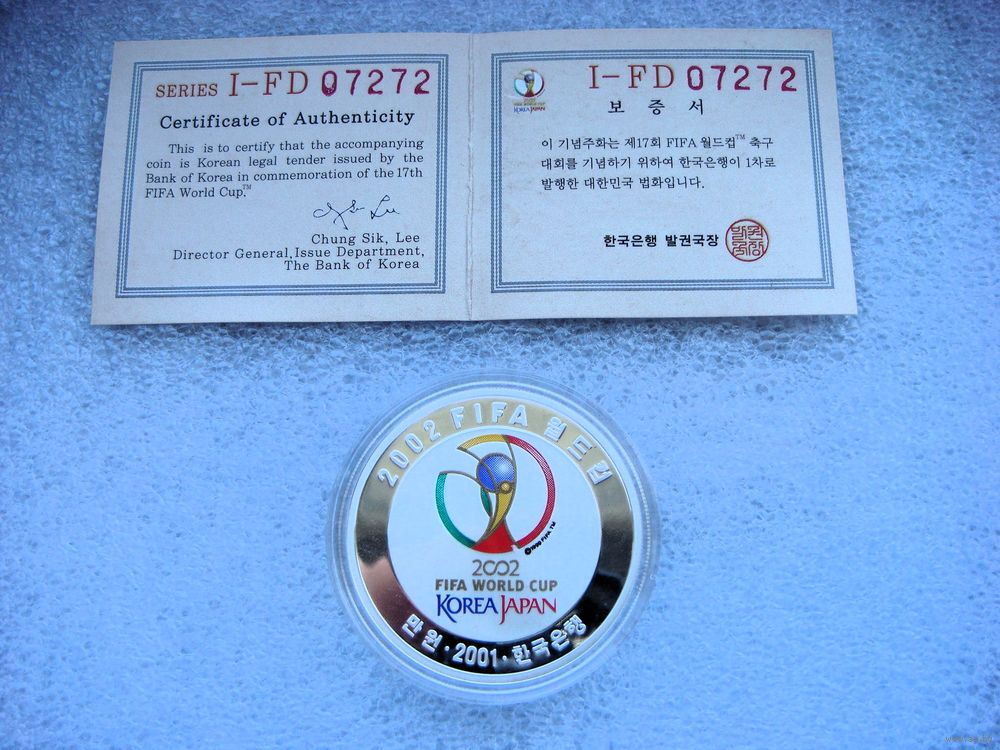 SERIES I-FD 07272
Certificate of Authenticity
This is to certify that the accompanying
coin is Korean legal tender issued by the
Bank of Korea in commemoration of the 17th
FIFA World Cup.™
Chung Sik, Lee
Director General, Issue Department,
The Bank of Korea
I-FD 07272
보 증 서
이 기념주화는 제17회 FIFA 월드컵™ 축구
대회를 기념하기 위하여 한국은행이 1차로
발행한 대한민국 법화입니다.
한국은행 발권국장
2002 FIFA 월드컵
©1999 FIFA ™
2002
FIFA WORLD CUP
KOREA JAPAN
만원·2001·한국은행